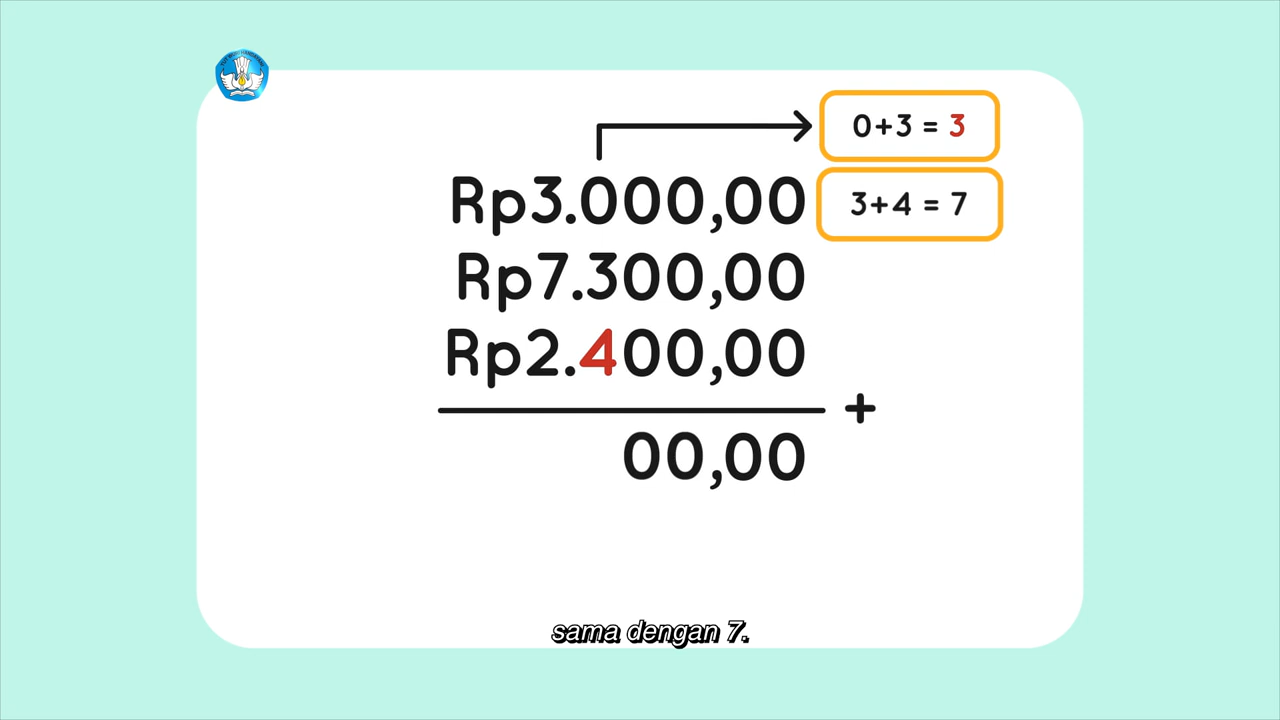 0+3 = 3
Rp3.000,00
3+4 = 7
Rp7.300,00
Rp2.400,00
+
00,00
sama dengan 7.